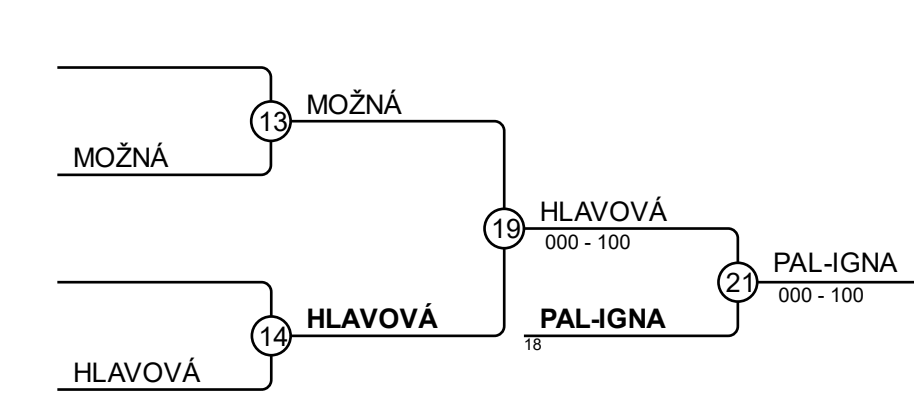 MOŽNÁ
13
MOŽNÁ
HLAVOVÁ
19
000 - 100
PAL-IGNA
21
000 - 100
HLAVOVÁ
PAL-IGNA
14
18
HLAVOVÁ